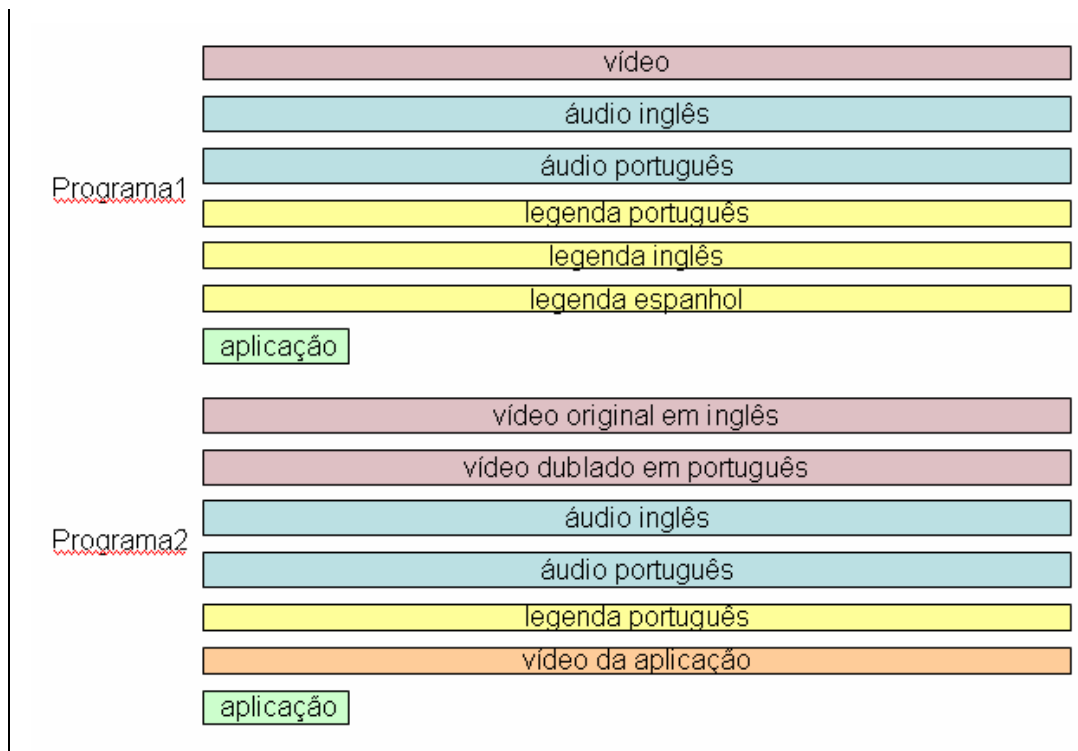 vídeo
áudio inglês
áudio português
Programa1
legenda português
legenda inglês
legenda espanhol
aplicação
vídeo original em inglês
vídeo dublado em português
áudio inglês
Programa2
áudio português
legenda português
vídeo da aplicação
aplicação